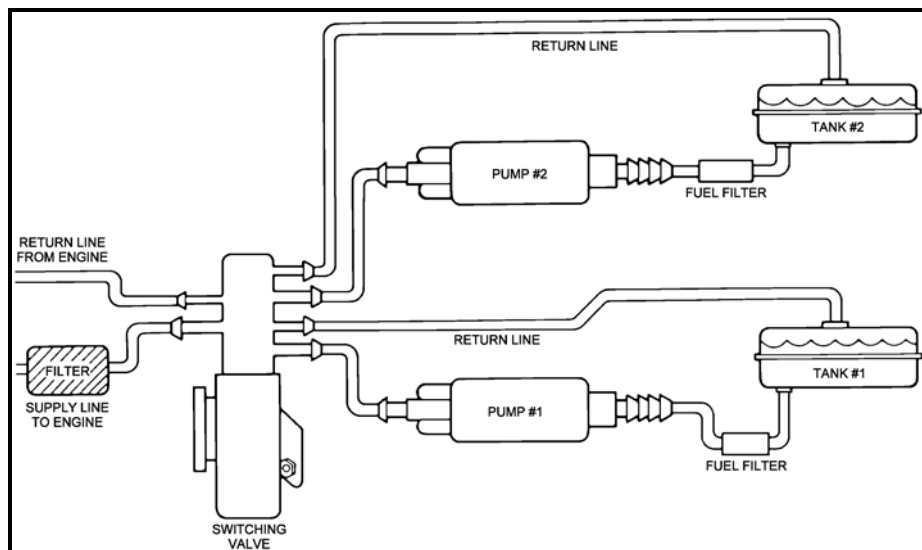 RETURN LINE
TANK #2
PUMP #2
FUEL FILTER
RETURN LINE
FROM ENGINE
RETURN LINE
FILTER
TANK #1
SUPPLY LINE
TO ENGINE
PUMP #1
FUEL FILTER
SWITCHING
VALVE